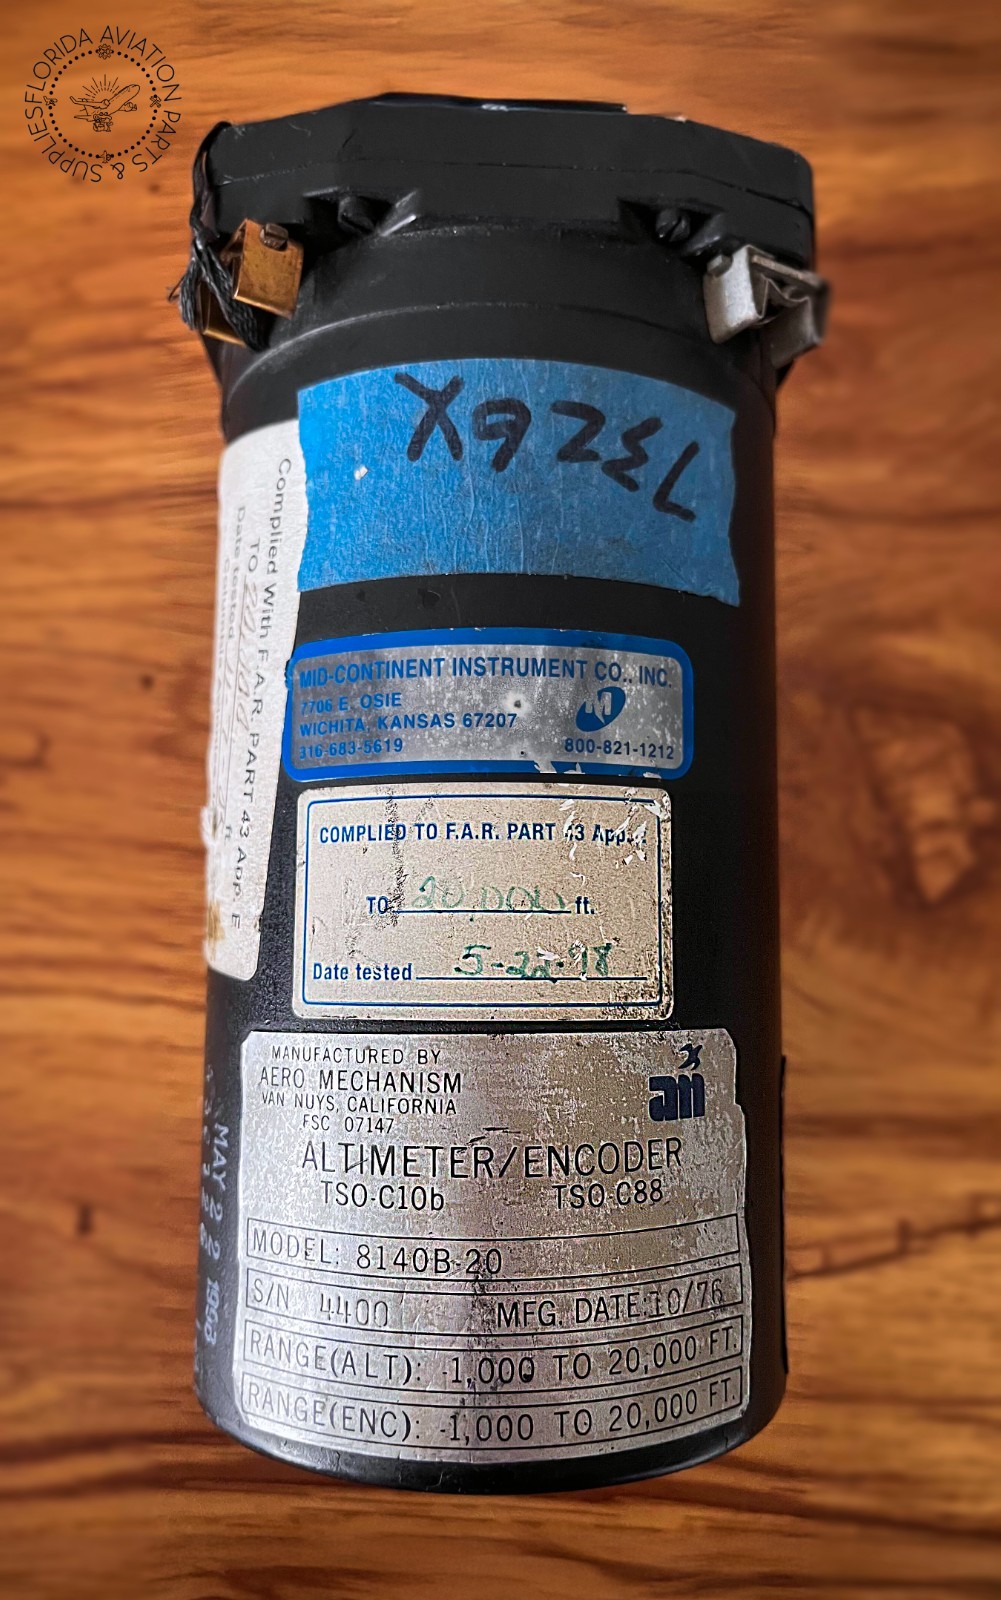 FLORIDA AVIATION PARTS & SUPPLIES
Complied With F.A.R. PART 43 App. E
TO
Date tested
MID-CONTINENT INSTRUMENT CO., INC.
7706 E. OSIE
WICHITA, KANSAS 67207
316-683-5619 800-821-1212
M
COMPLIED TO F.A.R. PART 43 App.
TO 20,000 ft.
Date tested 5-22-98
MANUFACTURED BY
AERO MECHANISM
VAN NUYS, CALIFORNIA
FSC 07147
am
ALTIMETER/ENCODER
TSO-C10b TSO C88
MODEL: 8140B-20
S/N 4400 MFG. DATE: 10/76
RANGE(ALT): -1,000 TO 20,000 FT.
RANGE(ENC): -1,000 TO 20,000 FT.
MAY 22 1998